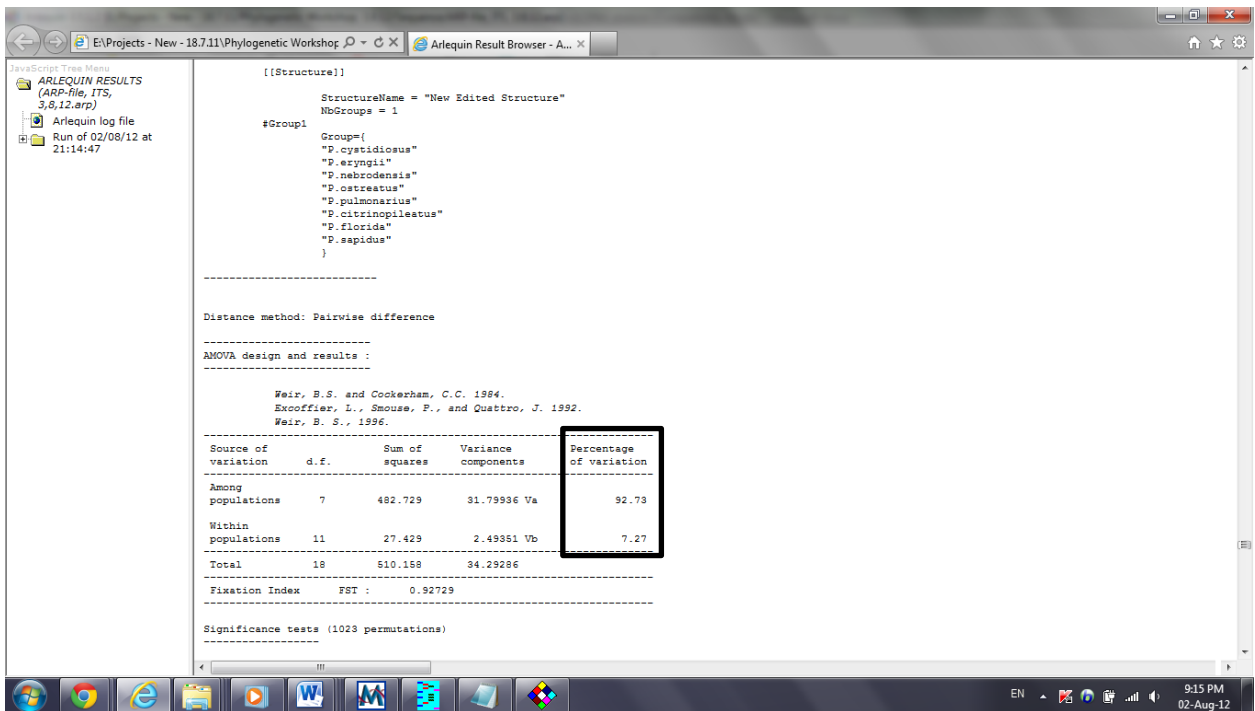 E:\Projects - New - 18.7.11\Phylogenetic Workshop
Arlequin Result Browser - A...
JavaScript Tree Menu
ARLEQUIN RESULTS
(ARP-file, ITS,
3,8,12.arp)
Arlequin log file
Run of 02/08/12 at
21:14:47
[[Structure]]
StructureName = "New Edited Structure"
NbGroups = 1
#Group1
Group={
"P.cystidiosus"
"P.eryngii"
"P.nebrodensis"
"P.ostreatus"
"P.pulmonarius"
"P.citrinopileatus"
"P.florida"
"P.sapidus"
}
--------------------------
Distance method: Pairwise difference
--------------------------
AMOVA design and results :
--------------------------
Weir, B.S. and Cockerham, C.C. 1984.
Excoffier, L., Smouse, P., and Quattro, J. 1992.
Weir, B. S., 1996.
Source of Sum of Variance Percentage
variation d.f. squares components of variation
Among
populations 7 482.729 31.79936 Va 92.73
Within
populations 11 27.429 2.49351 Vb 7.27
Total 18 510.158 34.29286
Fixation Index FST : 0.92729
Significance tests (1023 permutations)
------------------
EN
9:15 PM
02-Aug-12